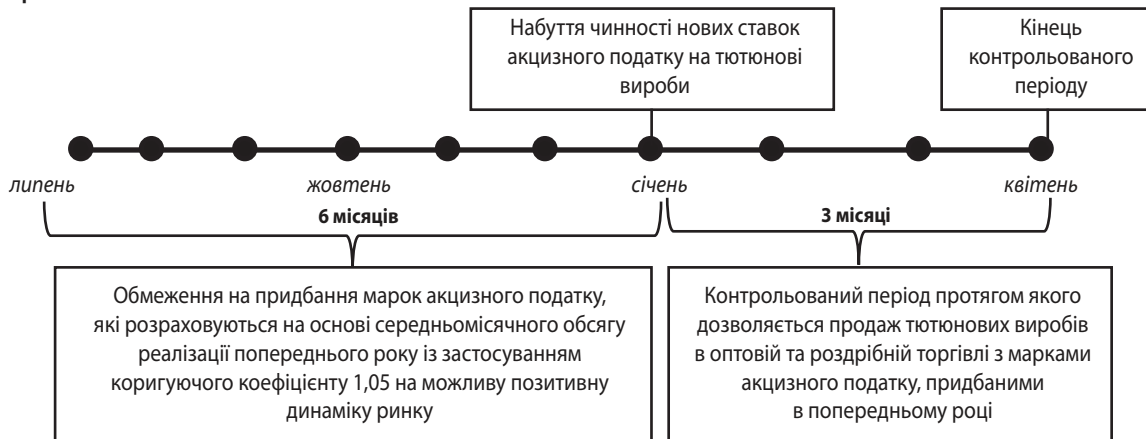 Набуття чинності нових ставок
акцизного податку на тютюнові
вироби
Кінець
контрольованого
періоду
липень
жовтень
січень
квітень
6 місяців
3 місяці
Обмеження на придбання марок акцизного податку,
які розраховуються на основі середньомісячного обсягу
реалізації попереднього року із застосуванням
коригуючого коефіцієнту 1,05 на можливу позитивну
динаміку ринку
Контрольований період протягом якого
дозволяється продаж тютюнових виробів
в оптовій та роздрібній торгівлі з марками
акцизного податку, придбаними
в попередньому році